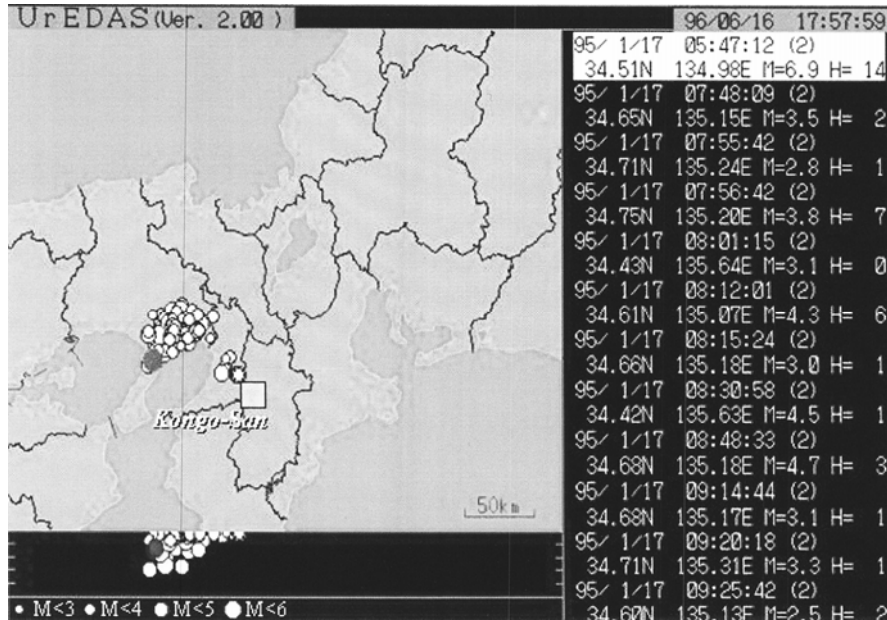 UrEDAS(Ver. 2.00 )
96/06/16 17:57:59
95/ 1/17 05:47:12 (2)
34.51N 134.98E M=6.9 H= 14
95/ 1/17 07:48:09 (2)
34.65N 135.15E M=3.5 H= 2
95/ 1/17 07:55:42 (2)
34.71N 135.24E M=2.8 H= 1
95/ 1/17 07:56:42 (2)
34.75N 135.20E M=3.8 H= 7
95/ 1/17 08:01:15 (2)
34.43N 135.64E M=3.1 H= 0
95/ 1/17 08:12:01 (2)
34.61N 135.07E M=4.3 H= 6
95/ 1/17 08:15:24 (2)
34.66N 135.18E M=3.0 H= 1
95/ 1/17 08:30:58 (2)
34.42N 135.63E M=4.5 H= 1
95/ 1/17 08:48:33 (2)
34.68N 135.18E M=4.7 H= 3
95/ 1/17 09:14:44 (2)
34.68N 135.17E M=3.1 H= 1
95/ 1/17 09:20:18 (2)
34.71N 135.31E M=3.3 H= 1
95/ 1/17 09:25:42 (2)
34.60N 135.13E M=2.5 H= 2
Kongo-San
50km
M<3 M<4 M<5 M<6